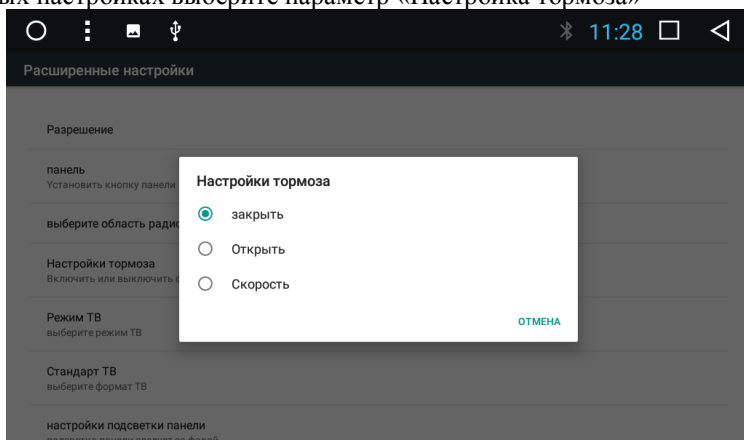 ых настройках выберите параметр «Настройка тормоза»
11:28
Расширенные настройки
Разрешение
панель
Установить кнопку панели
выберите область радио
Настройки тормоза
Включить или выключить
Режим ТВ
выберите режим ТВ
Стандарт ТВ
выберите формат ТВ
настройки подсветки панели
Настройки тормоза
закрыть
Открыть
Скорость
ОТМЕНА